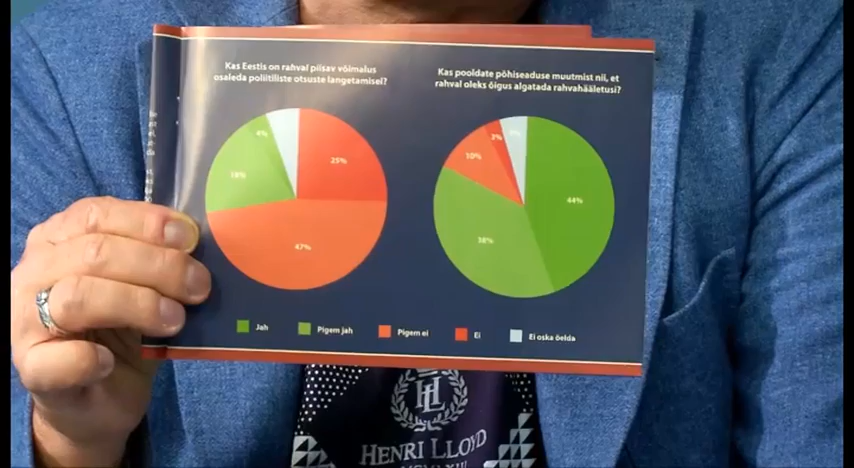 Kas Eestis on rahval piisav võimalus
osaleda poliitiliste otsuste langetamisel?
4%
25%
18%
47%
Kas pooldate põhiseaduse muutmist nii, et
rahval oleks õigus algatada rahvahääletusi?
3%
10%
44%
38%
Jah
Pigem jah
Pigem ei
Ei
Ei oska öelda
HL
HENRI LLOYD